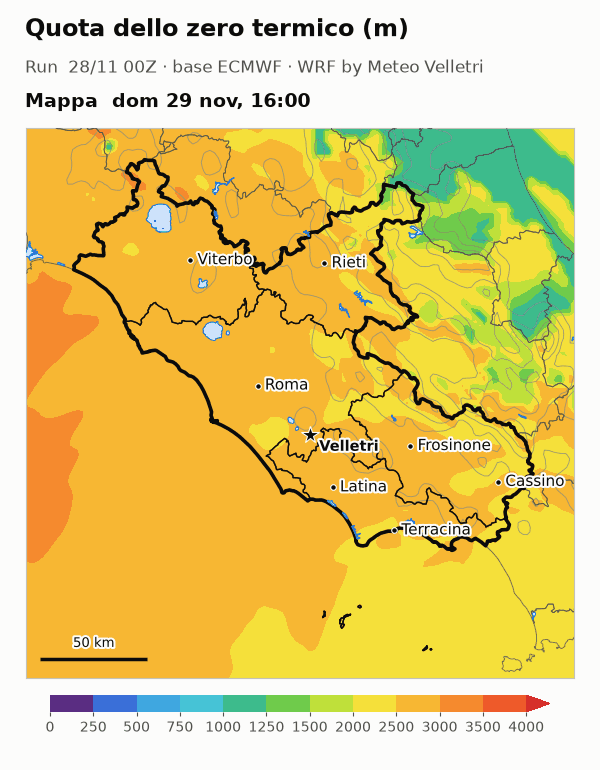 Quota dello zero termico (m)
Run 28/11 00Z · base ECMWF · WRF by Meteo Velletri
Mappa dom 29 nov, 16:00
Viterbo
Rieti
Roma
Velletri
Frosinone
Cassino
Latina
Terracina
50 km
0 250 500 750 1000 1250 1500 2000 2500 3000 3500 4000